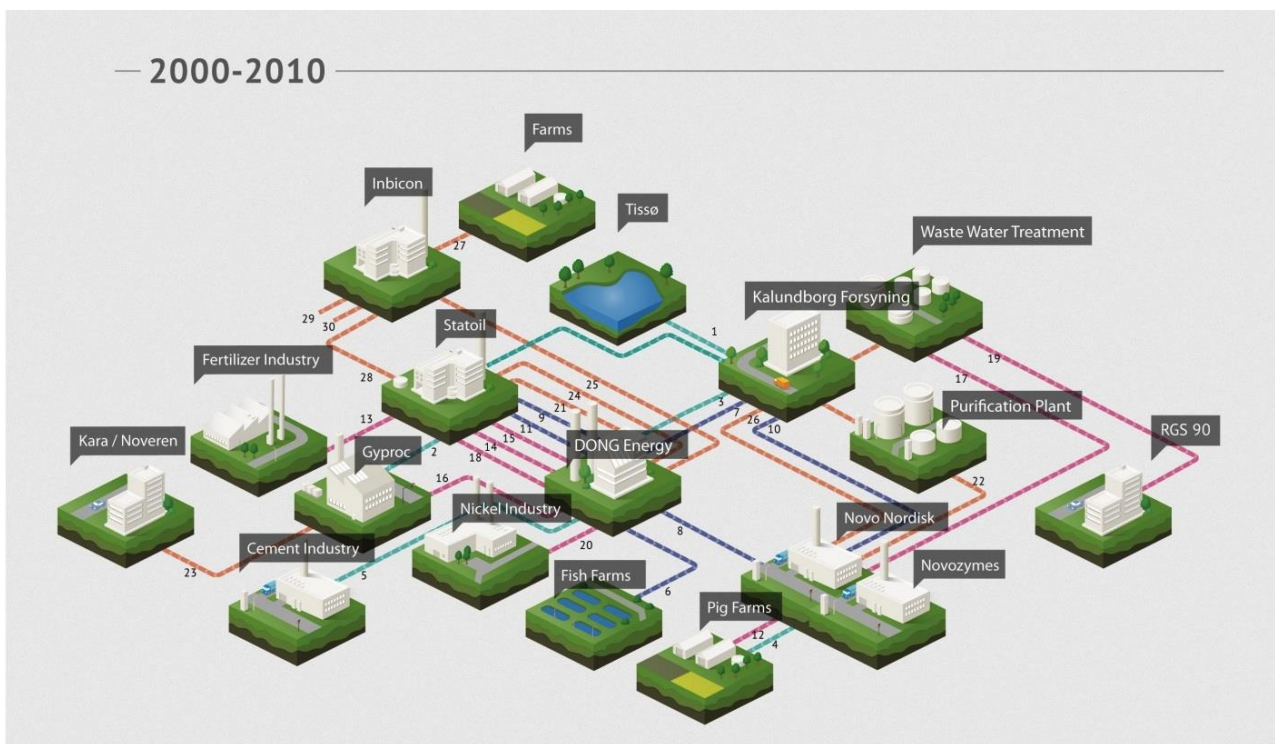 2000-2010
Farms
Inbicon
Tissø
Waste Water Treatment
27
Kalundborg Forsyning
29
30
Statoil
1
19
Fertilizer Industry
28
25
17
24
3
7
21
9
26
10
Purification Plant
13
11
15
14
18
2
Kara / Noveren
Gyproc
DONG Energy
RGS 90
16
22
Nickel Industry
Novo Nordisk
8
20
Cement Industry
23
5
Fish Farms
6
Novozymes
Pig Farms
12
4